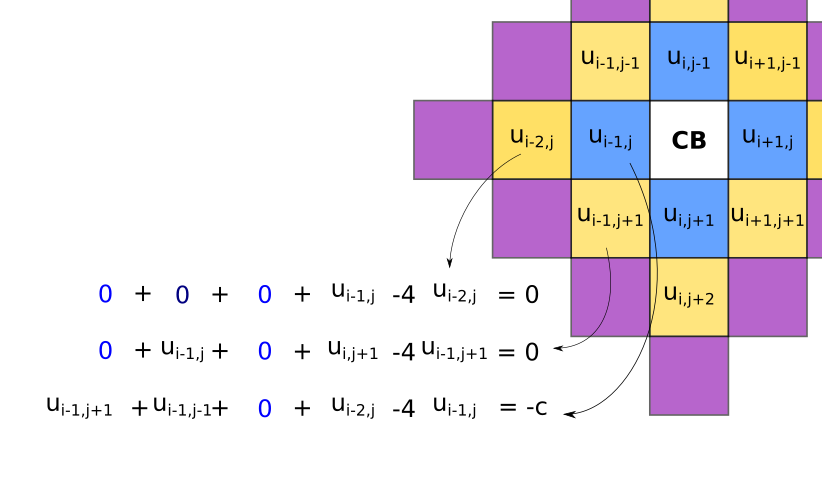 u_{i-1,j-1} u_{i,j-1} u_{i+1,j-1}
u_{i-2,j} u_{i-1,j} CB u_{i+1,j}
u_{i-1,j+1} u_{i,j+1} u_{i+1,j+1}
u_{i,j+2}
0 + 0 + 0 + u_{i-1,j} -4 u_{i-2,j} = 0
0 + u_{i-1,j} + 0 + u_{i,j+1} -4 u_{i-1,j+1} = 0
u_{i-1,j+1} + u_{i-1,j-1} + 0 + u_{i-2,j} -4 u_{i-1,j} = -c